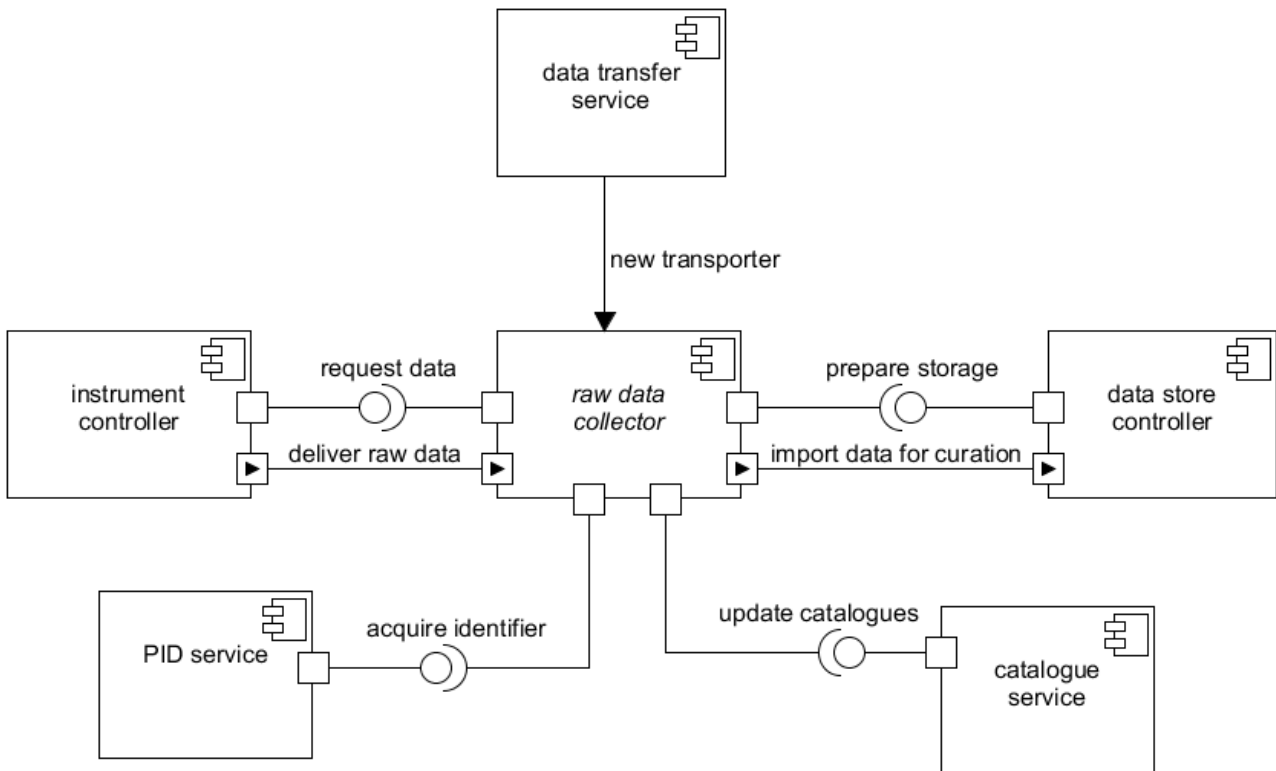 data transfer
service
new transporter
request data
prepare storage
instrument
controller
raw data
collector
data store
controller
deliver raw data
import data for curation
acquire identifier
update catalogues
PID service
catalogue
service